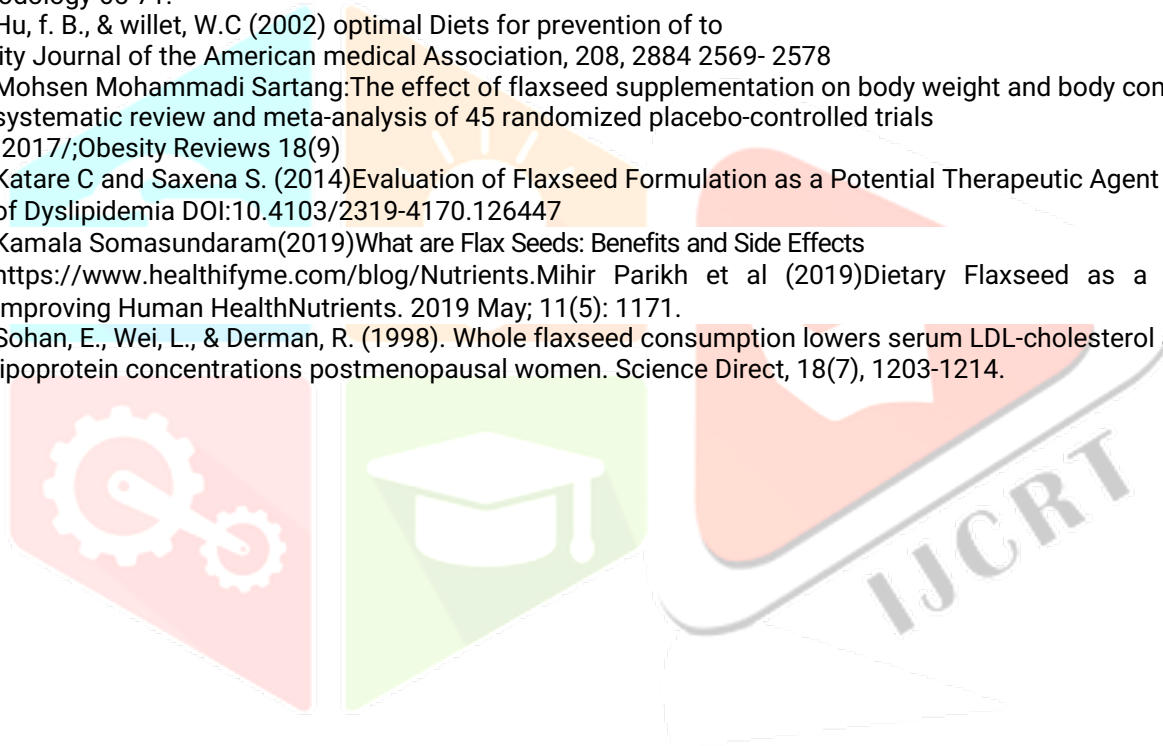 Hu, f. B., & willet, W.C (2002) optimal Diets for prevention of to
ity Journal of the American medical Association, 208, 2884 2569- 2578
Mohsen Mohammadi Sartang:The effect of flaxseed supplementation on body weight and body con
systematic review and meta-analysis of 45 randomized placebo-controlled trials
2017/;Obesity Reviews 18(9)
Katare C and Saxena S. (2014)Evaluation of Flaxseed Formulation as a Potential Therapeutic Agent
of Dyslipidemia DOI:10.4103/2319-4170.126447
Kamala Somasundaram(2019)What are Flax Seeds: Benefits and Side Effects
https://www.healthifyme.com/blog/Nutrients.Mihir Parikh et al (2019)Dietary Flaxseed as a
mproving Human HealthNutrients. 2019 May; 11(5): 1171.
Sohan, E., Wei, L., & Derman, R. (1998). Whole flaxseed consumption lowers serum LDL-cholesterol
ipoprotein concentrations postmenopausal women. Science Direct, 18(7), 1203-1214.
IJCRT